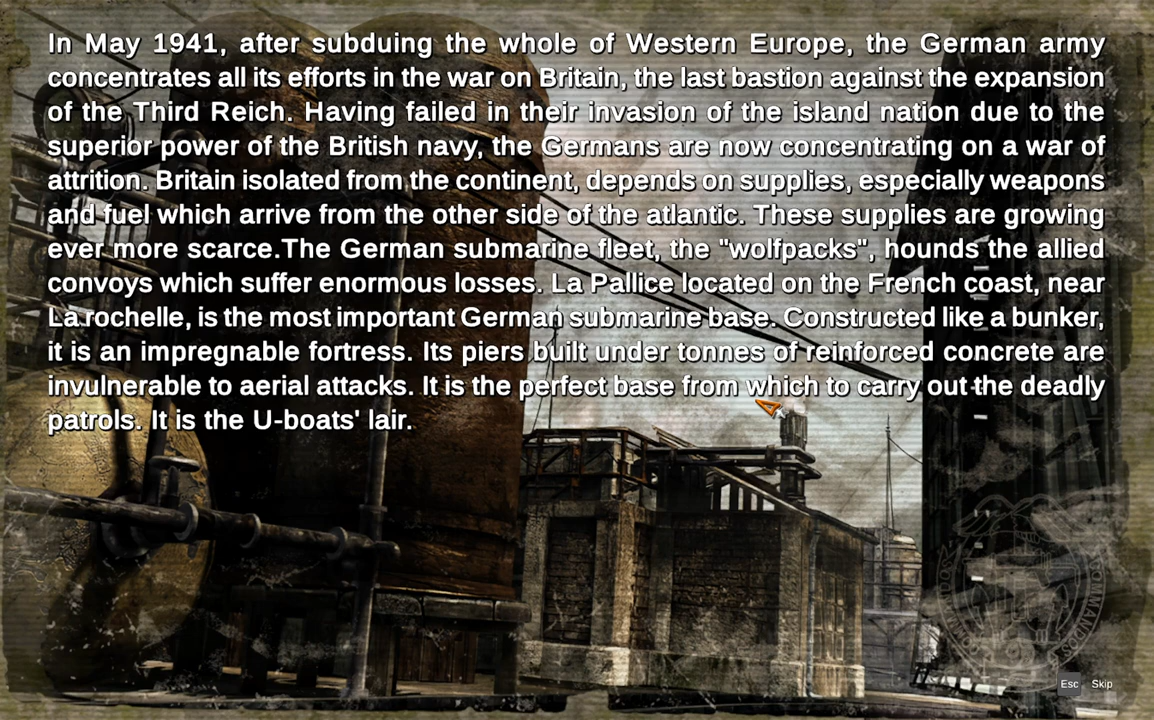 In May 1941, after subduing the whole of Western Europe, the German army
concentrates all its efforts in the war on Britain, the last bastion against the expansion
of the Third Reich. Having failed in their invasion of the island nation due to the
superior power of the British navy, the Germans are now concentrating on a war of
attrition. Britain isolated from the continent, depends on supplies, especially weapons
and fuel which arrive from the other side of the atlantic. These supplies are growing
ever more scarce.The German submarine fleet, the "wolfpacks", hounds the allied
convoys which suffer enormous losses. La Pallice located on the French coast, near
La rochelle, is the most important German submarine base. Constructed like a bunker,
it is an impregnable fortress. Its piers built under tonnes of reinforced concrete are
invulnerable to aerial attacks. It is the perfect base from which to carry out the deadly
patrols. It is the U-boats' lair.
Esc Skip